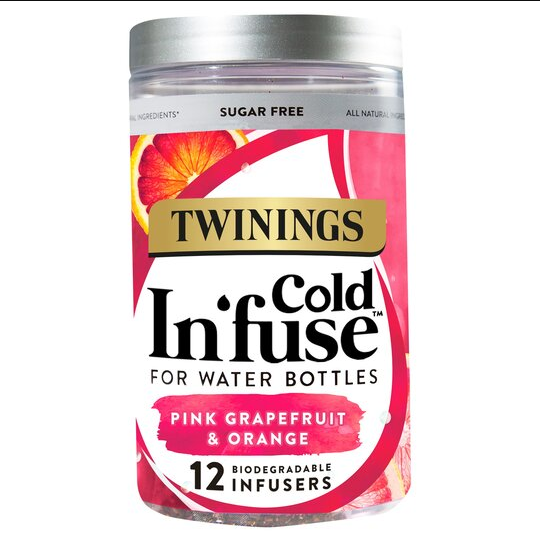 INGREDIENTS*
SUGAR FREE
ALL NATURAL
TWININGS
Cold
In'fuse™
FOR WATER BOTTLES
PINK GRAPEFRUIT
& ORANGE
12 BIODEGRADABLE
INFUSERS